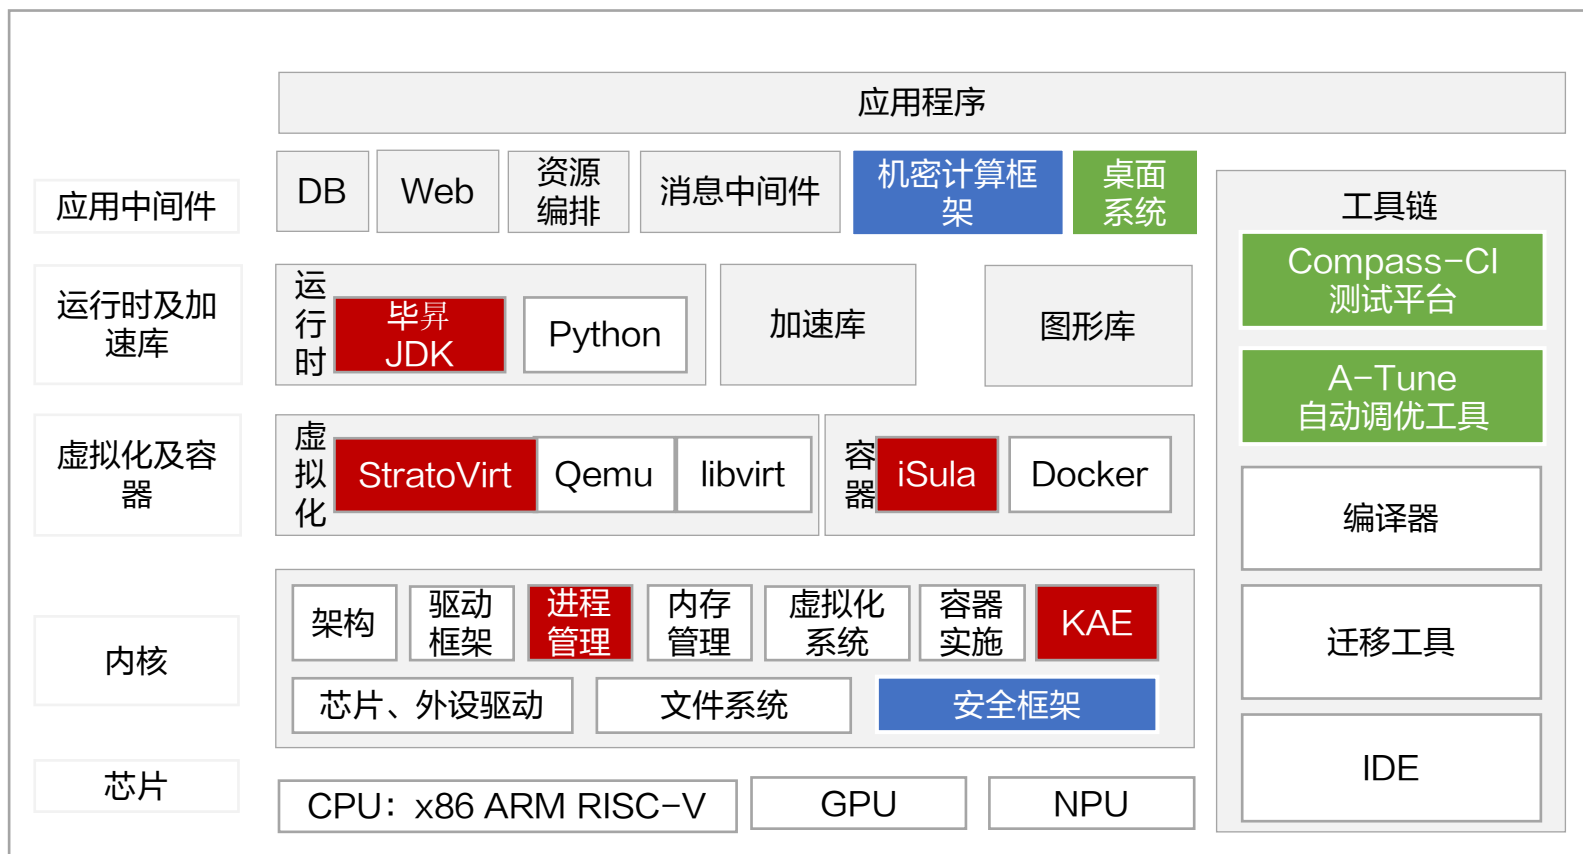 应用程序
应用中间件
DB
Web
资源
编排
消息中间件
机密计算框
架
桌面
系统
运行时及加
速库
运
行
时
毕昇
JDK
Python
加速库
图形库
虚拟化及容
器
虚
拟
化
StratoVirt
Qemu
libvirt
容
器
iSula
Docker
内核
架构
驱动
框架
进程
管理
内存
管理
虚拟化
系统
容器
实施
KAE
芯片、外设驱动
文件系统
安全框架
芯片
CPU：x86 ARM RISC-V
GPU
NPU
工具链
Compass-CI
测试平台
A-Tune
自动调优工具
编译器
迁移工具
IDE